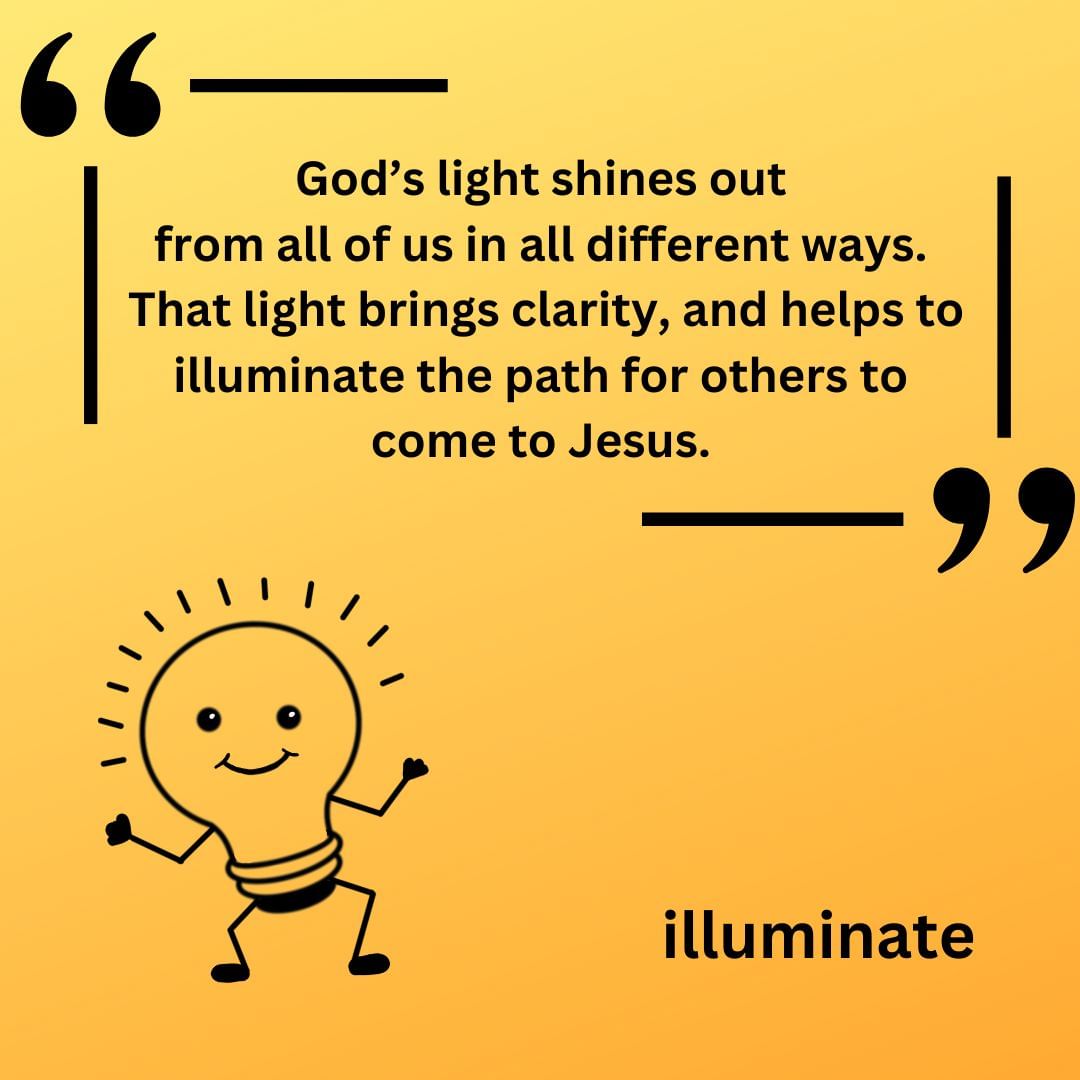 “
God’s light shines out
from all of us in all different ways.
That light brings clarity, and helps to
illuminate the path for others to
come to Jesus.
”
illuminate